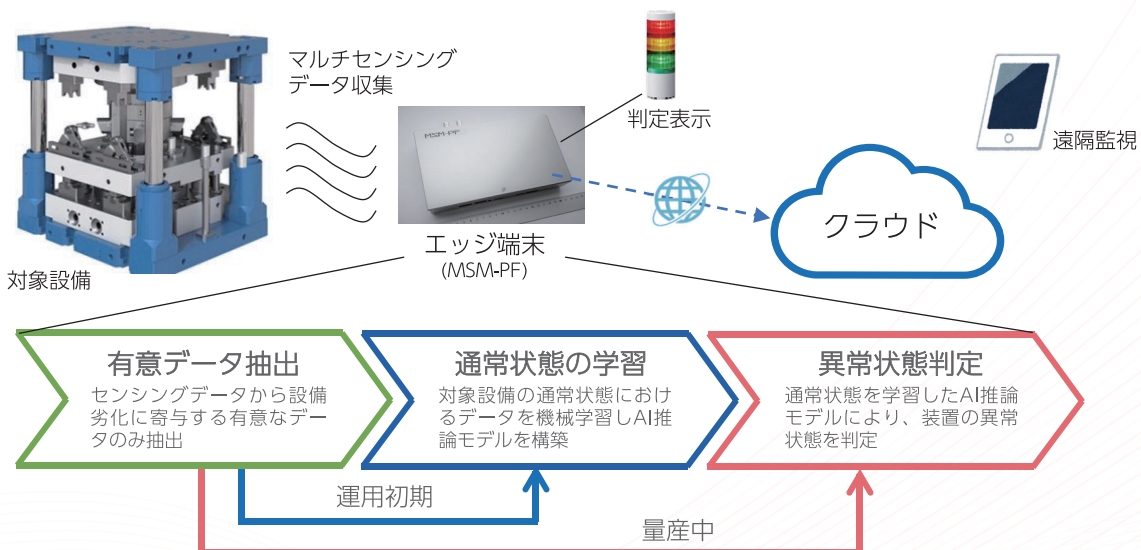 マルチセンシング
データ収集
MSM-PF
判定表示
遠隔監視
クラウド
エッジ端末
(MSM-PF)
対象設備
有意データ抽出
センシングデータから設備
劣化に寄与する有意なデー
タのみ抽出
通常状態の学習
対象設備の通常状態におけ
るデータを機械学習しAI推
論モデルを構築
異常状態判定
通常状態を学習したAI推論
モデルにより、装置の異常
状態を判定
運用初期
量産中